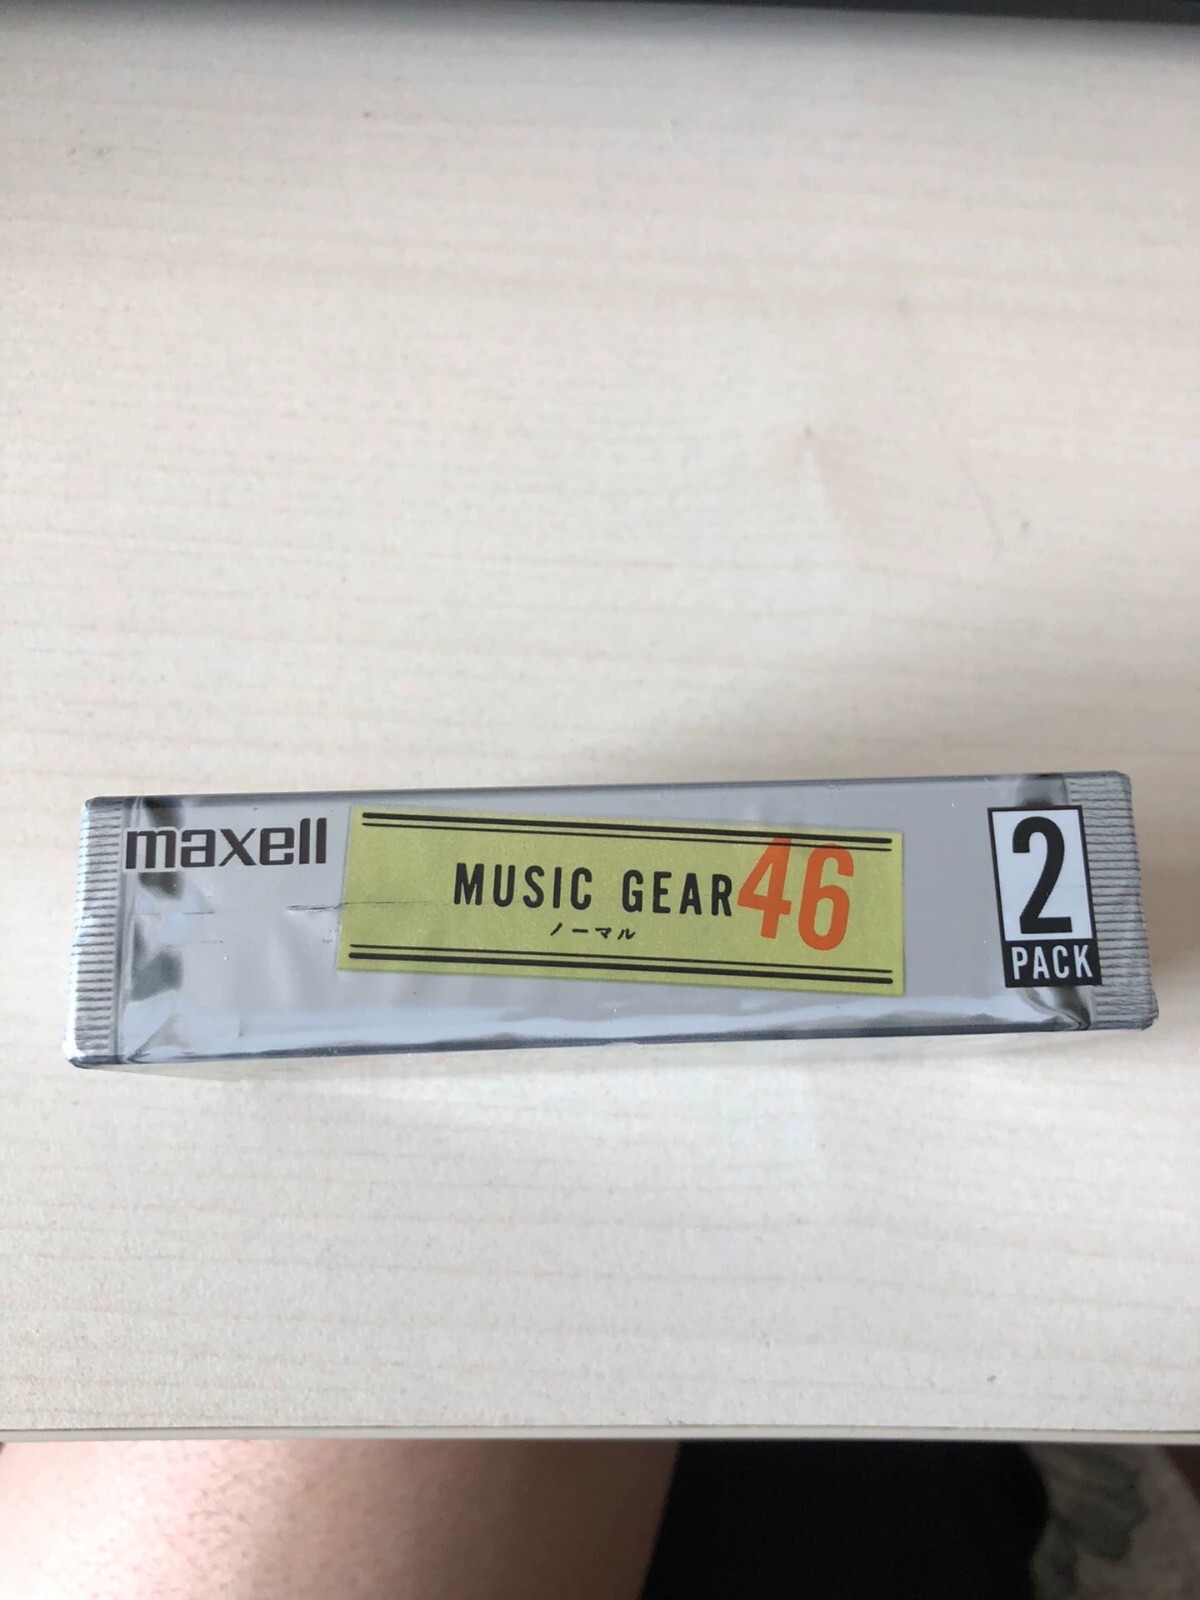 maxell
MUSIC GEAR 46
ノーマル
2
PACK